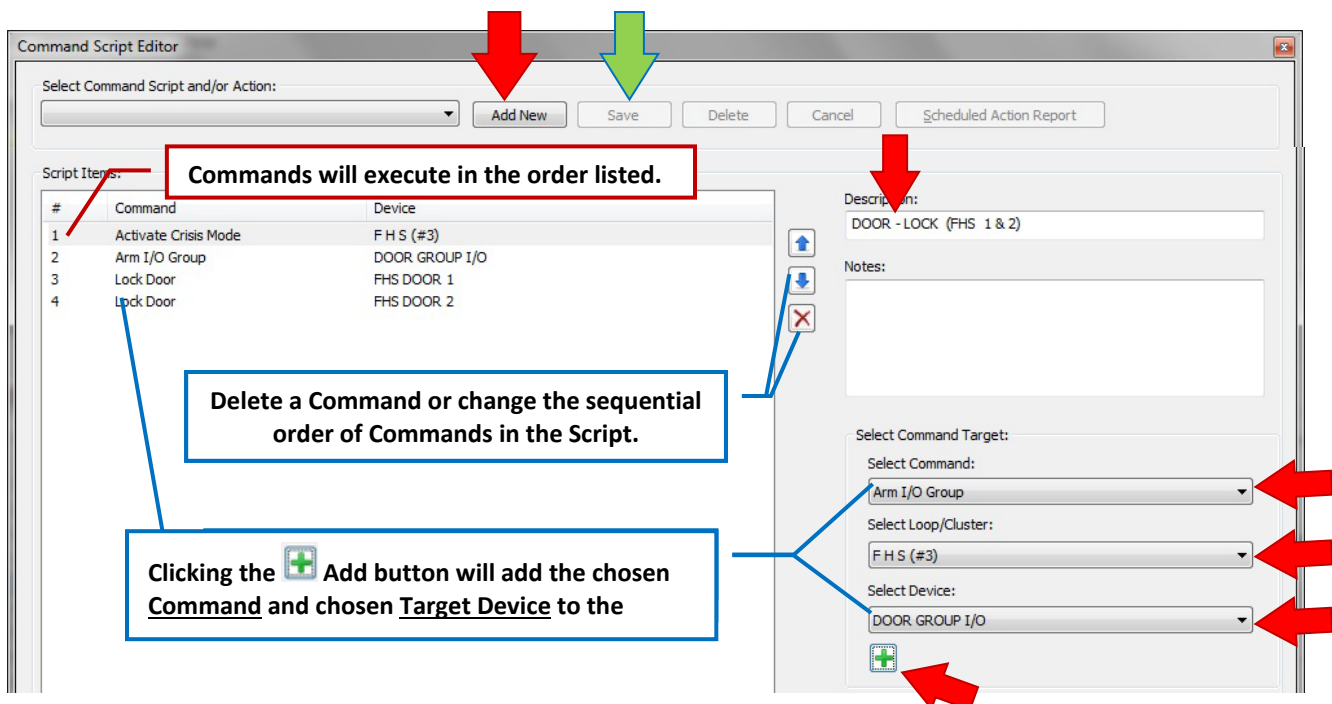 Command Script Editor
Select Command Script and/or Action:
Add New
Save
Delete
Cancel
Scheduled Action Report
Script Items:
Commands will execute in the order listed.
# Command Device
1 Activate Crisis Mode F H S (#3)
2 Arm I/O Group DOOR GROUP I/O
3 Lock Door FHS DOOR 1
4 Lock Door FHS DOOR 2
Delete a Command or change the sequential
order of Commands in the Script.
Clicking the Add button will add the chosen
Command and chosen Target Device to the
Description:
DOOR - LOCK (FHS 1 & 2)
Notes:
Select Command Target:
Select Command:
Arm I/O Group
Select Loop/Cluster:
F H S (#3)
Select Device:
DOOR GROUP I/O